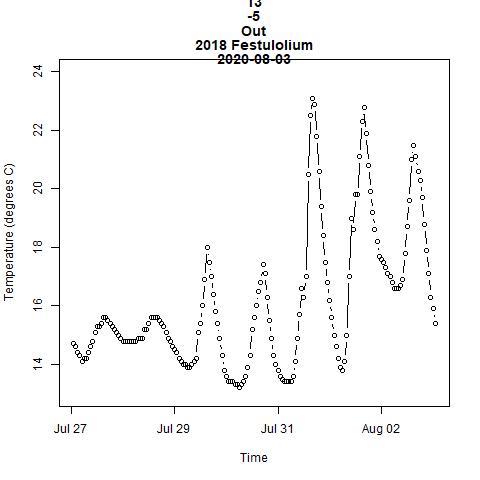 13
-5
Out
2018 Festulolium
2020-08-03
Temperature (degrees C)
24
22
20
18
16
14
Jul 27 Jul 29 Jul 31 Aug 02
Time